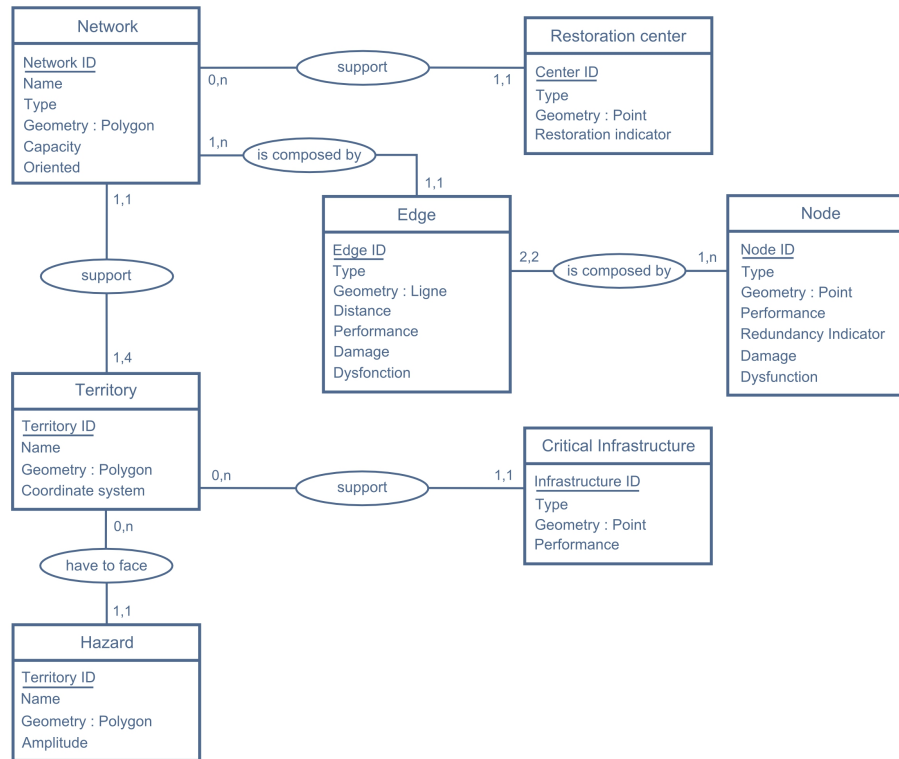 Network
Network ID
Name
Type
Geometry : Polygon
Capacity
Oriented
0,n
support
1,1
Restoration center
Center ID
Type
Geometry : Point
Restoration indicator
1,n
is composed by
1,1
Edge
Edge ID
Type
Geometry : Ligne
Distance
Performance
Damage
Dysfonction
2,2
is composed by
1,n
Node
Node ID
Type
Geometry : Point
Performance
Redundancy Indicator
Damage
Dysfunction
1,1
support
1,4
Territory
Territory ID
Name
Geometry : Polygon
Coordinate system
0,n
support
1,1
Critical Infrastructure
Infrastructure ID
Type
Geometry : Point
Performance
0,n
have to face
1,1
Hazard
Territory ID
Name
Geometry : Polygon
Amplitude